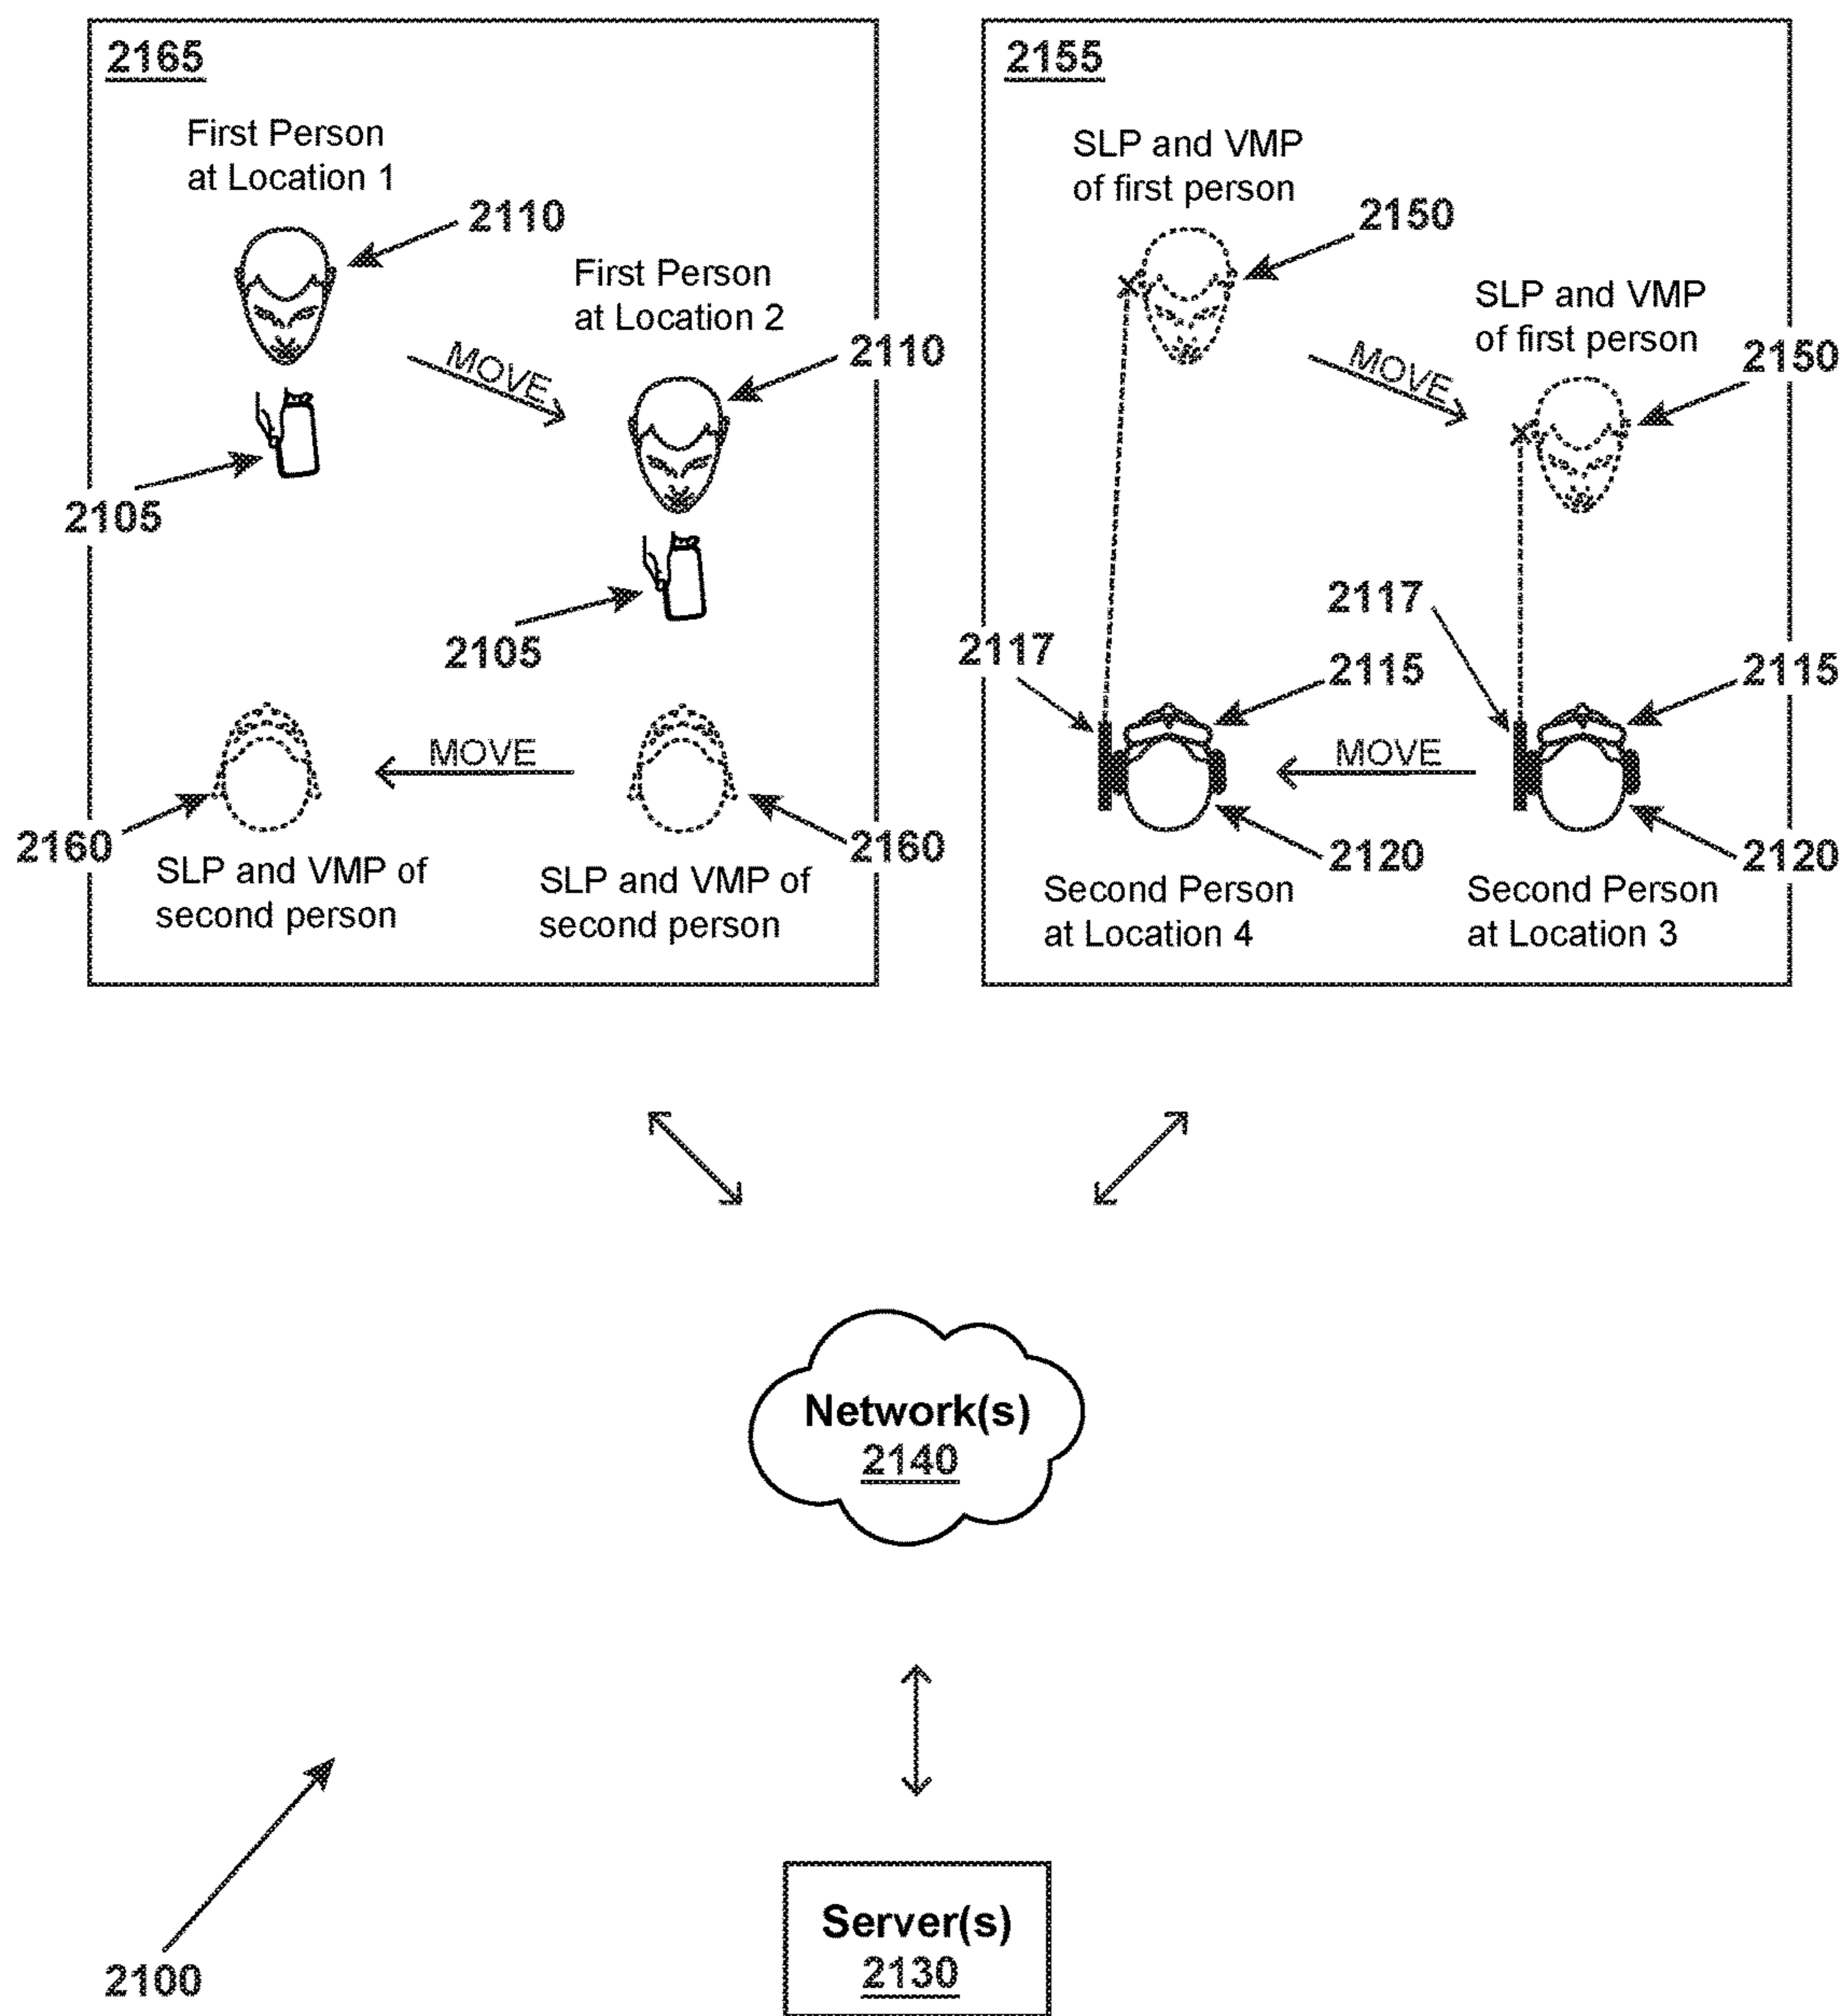 2165
First Person
at Location 1
2110
First Person
at Location 2
2110
MOVE
2105
2105
MOVE
2160
2160
SLP and VMP of
second person
SLP and VMP of
second person
2155
SLP and VMP
of first person
2150
SLP and VMP
of first person
2150
MOVE
2117
2117
2115
2115
MOVE
2120
2120
Second Person
at Location 4
Second Person
at Location 3
Network(s)
2140
Server(s)
2130
2100